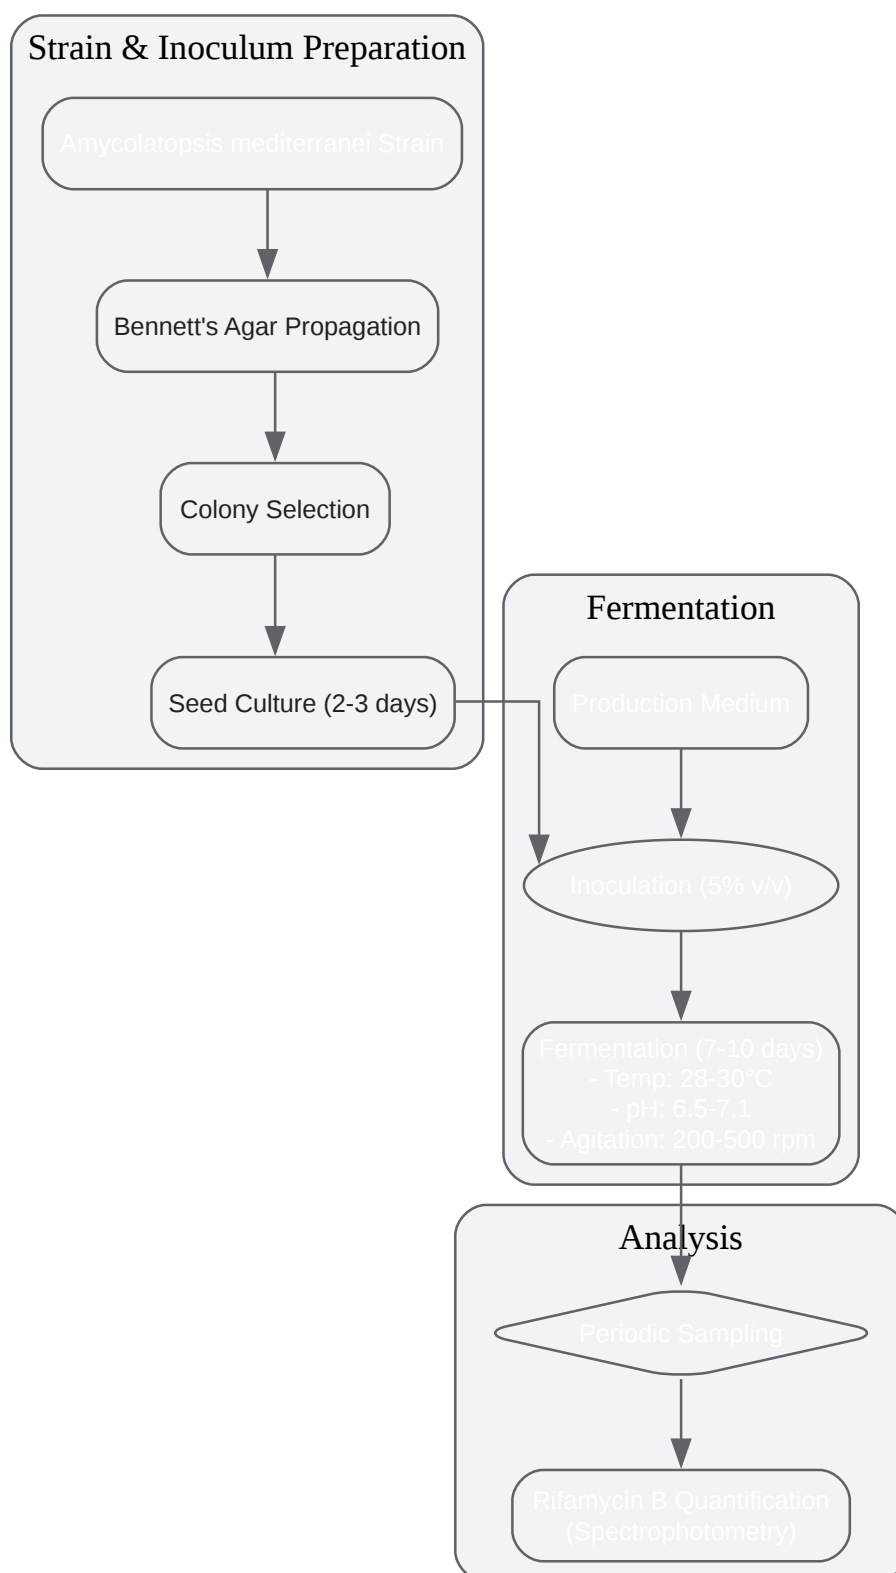 Strain & Inoculum Preparation
Amycolatopsis mediterranei Strain
Bennett's Agar Propagation
Colony Selection
Seed Culture (2-3 days)
Fermentation
Production Medium
Inoculation (5% v/v)
Fermentation (7-10 days)
- Temp: 28-30°C
- pH: 6.5-7.1
- Agitation: 200-500 rpm
Analysis
Periodic Sampling
Rifamycin B Quantification
(Spectrophotometry)